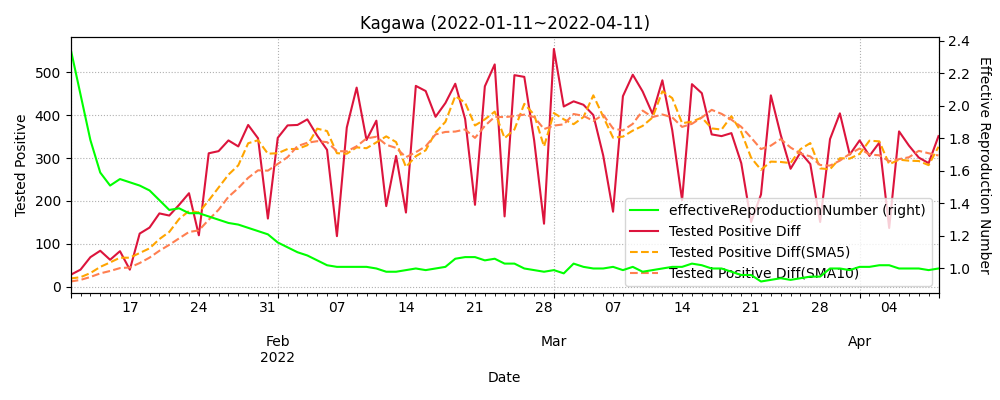 Kagawa (2022-01-11~2022-04-11)
Tested Positive
500
400
300
200
100
0
2.4
2.2
2.0
1.8
1.6
1.4
1.2
1.0
Effective Reproduction Number
effectiveReproductionNumber (right)
Tested Positive Diff
Tested Positive Diff(SMA5)
Tested Positive Diff(SMA10)
17 24 31 07 14 21 28 07 14 21 28 04
Feb Mar Apr
2022
Date